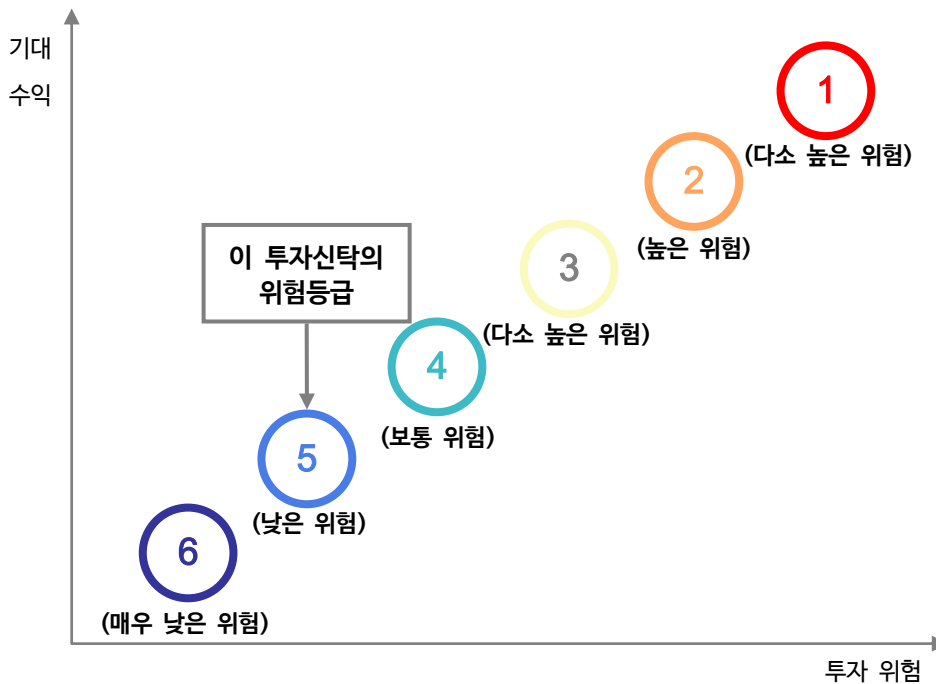 기대
수익
1
(다소 높은 위험)
2
(높은 위험)
이 투자신탁의
위험등급
3
(다소 높은 위험)
4
(보통 위험)
5
(낮은 위험)
6
(매우 낮은 위험)
투자 위험